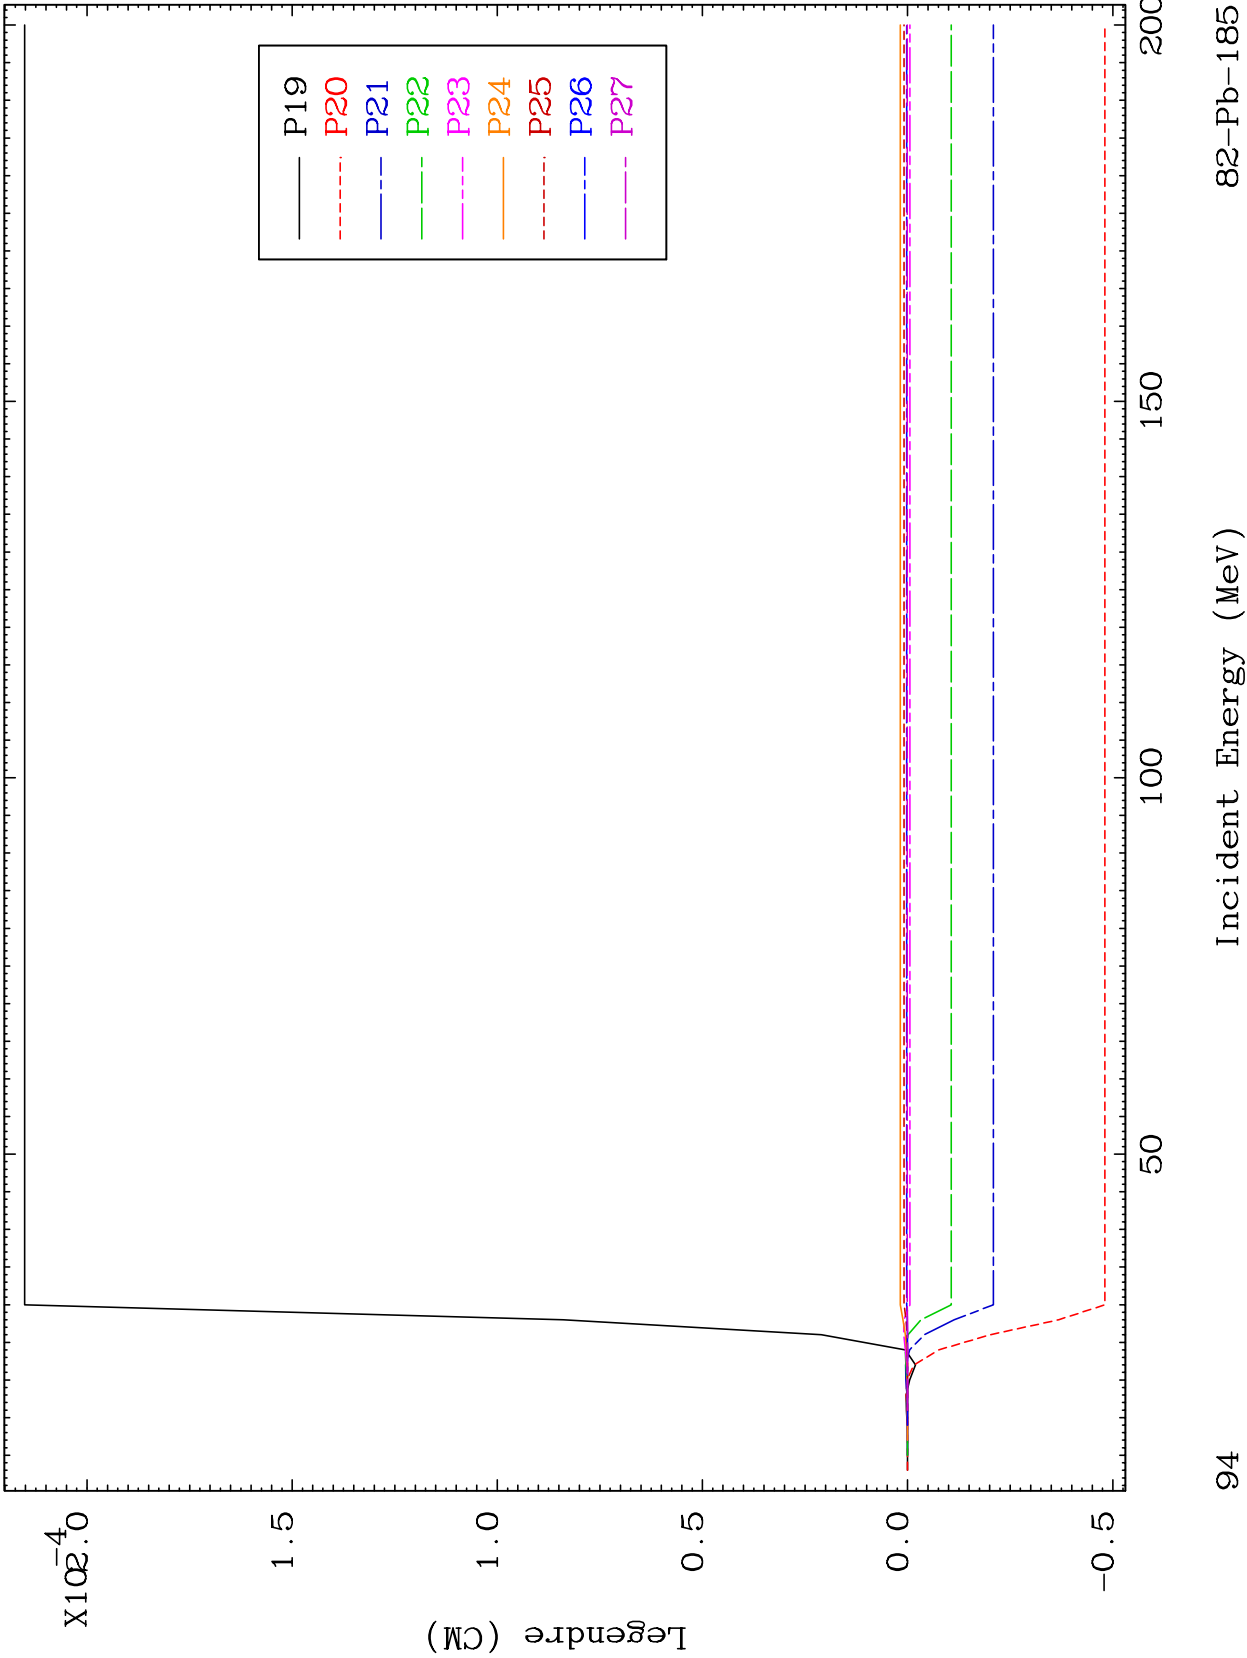 X10-4
2.0
1.5
1.0
0.5
0.0
-0.5
Legendre (CM)
P19
P20
P21
P22
P23
P24
P25
P26
P27
50
100
150
200
Incident Energy (MeV)
94
82-Pb-185